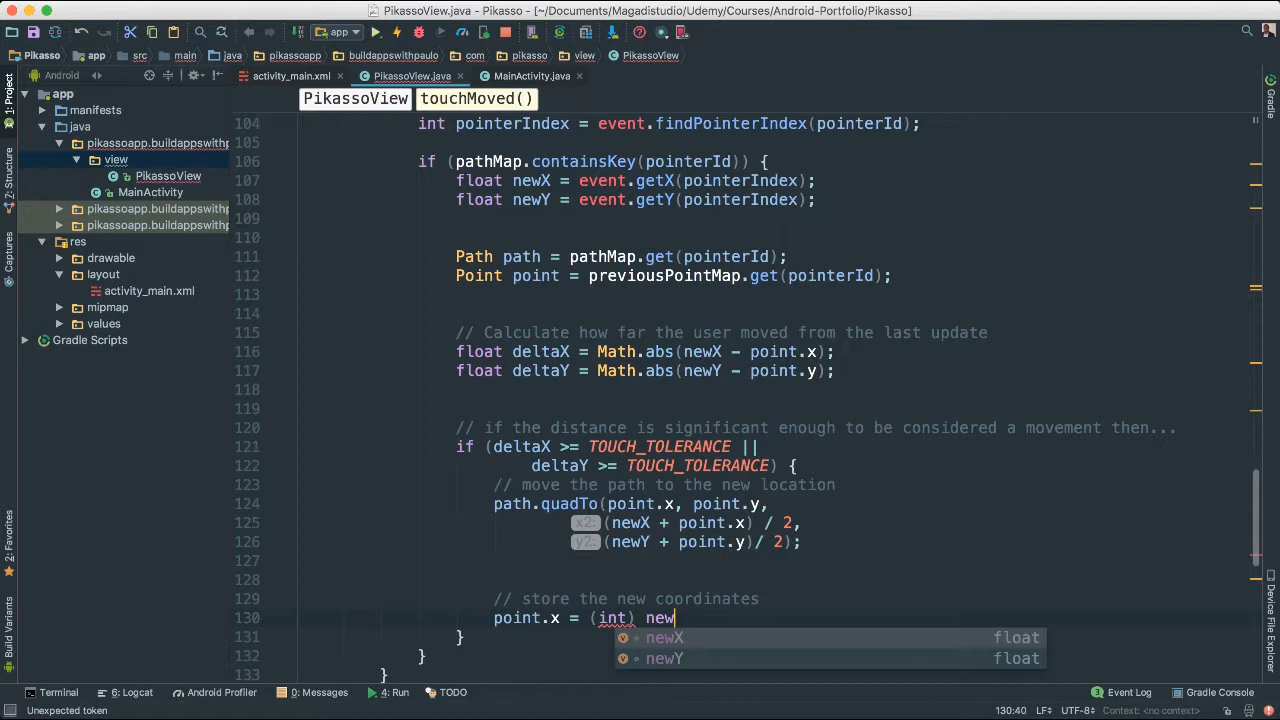 PikassoView.java - Pikasso - [~/Documents/Magadistudio/Udemy/Courses/Android-Portfolio/Pikasso]
app
Pikasso app src main java pikassoapp buildappswithpaulo com pikasso view PikassoView
Android
activity_main.xml PikassoView.java MainActivity.java
PikassoView touchMoved()
1: Project
Z: Structure
Captures
2: Favorites
Build Variants
Gradle
Device File Explorer
app
manifests
java
pikassoapp.buildappswithp
view
PikassoView
MainActivity
pikassoapp.buildappswithp
pikassoapp.buildappswithp
res
drawable
layout
activity_main.xml
mipmap
values
Gradle Scripts
104 int pointerIndex = event.findPointerIndex(pointerId);
105
106 if (pathMap.containsKey(pointerId)) {
107 float newX = event.getX(pointerIndex);
108 float newY = event.getY(pointerIndex);
109
110
111 Path path = pathMap.get(pointerId);
112 Point point = previousPointMap.get(pointerId);
113
114
115 // Calculate how far the user moved from the last update
116 float deltaX = Math.abs(newX - point.x);
117 float deltaY = Math.abs(newY - point.y);
118
119
120 // if the distance is significant enough to be considered a movement then...
121 if (deltaX >= TOUCH_TOLERANCE ||
122 deltaY >= TOUCH_TOLERANCE) {
123 // move the path to the new location
124 path.quadTo(point.x, point.y,
125 x2: (newX + point.x) / 2,
126 y2: (newY + point.y)/ 2);
127
128
129 // store the new coordinates
130 point.x = (int) new
131 }
132 }
133 }
newX float
newY float
Terminal 6: Logcat Android Profiler 0: Messages 4: Run TODO Event Log Gradle Console
Unexpected token 130:40 LF÷ UTF-8÷ Context: <no context>